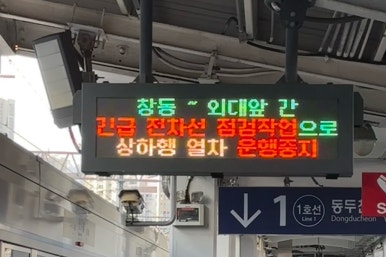 창동 ~ 외대앞 간
긴급 전차선 점검작업으로
상하행 열차 운행중지
1
1호선
Line 1
동두천
Dongducheon
S